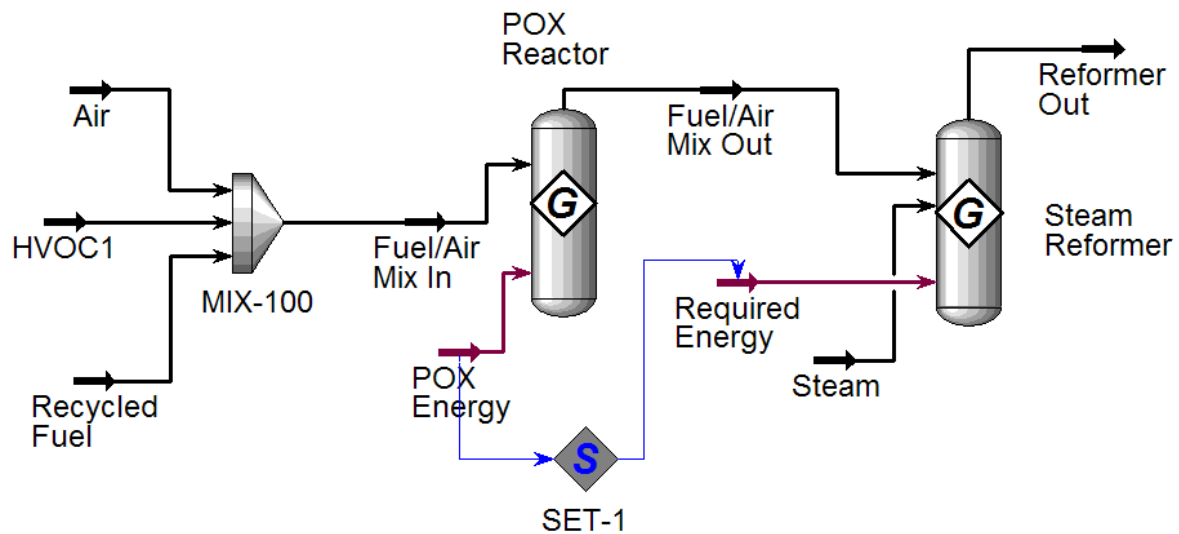 POX
Reactor
Air
Fuel/Air
Mix Out
Reformer
Out
G
G
HVOC1
Fuel/Air
Mix In
Steam
Reformer
MIX-100
Required
Energy
POX
Energy
Steam
Recycled
Fuel
S
SET-1